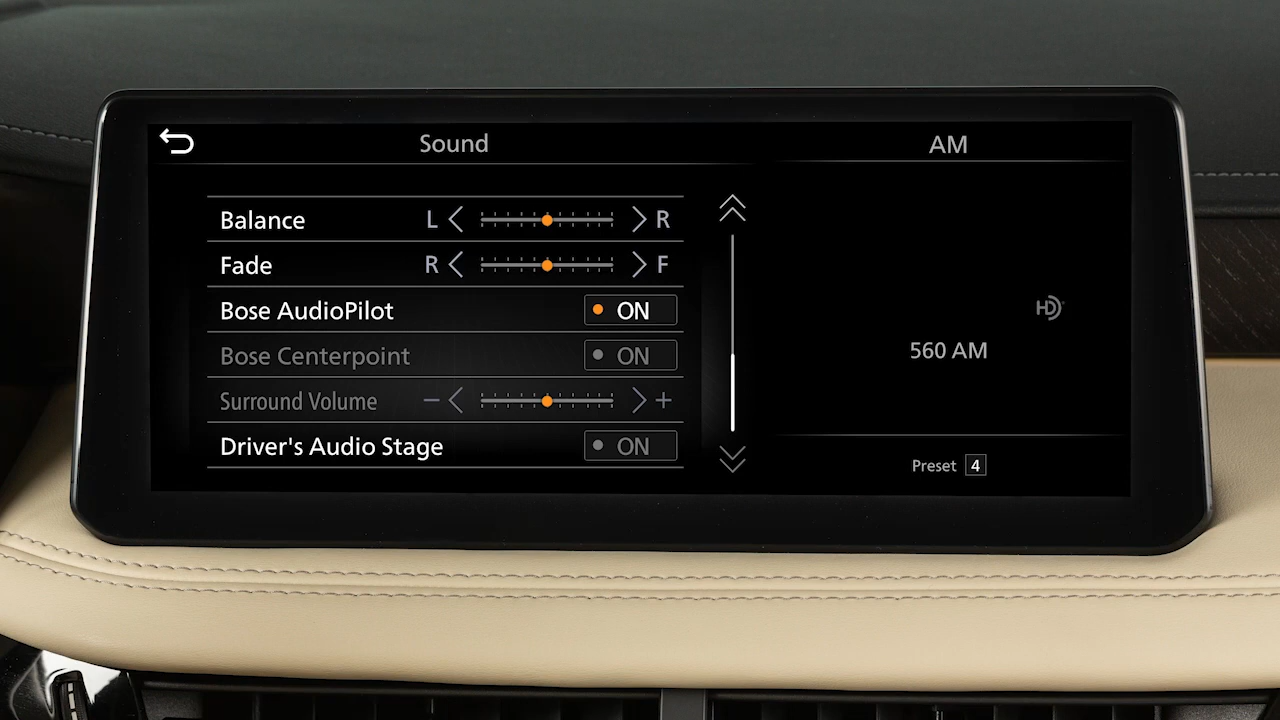 Sound
AM
Balance L R
Fade R F
Bose AudioPilot ON
Bose Centerpoint ON
Surround Volume − +
Driver's Audio Stage ON
HD
560 AM
Preset 4